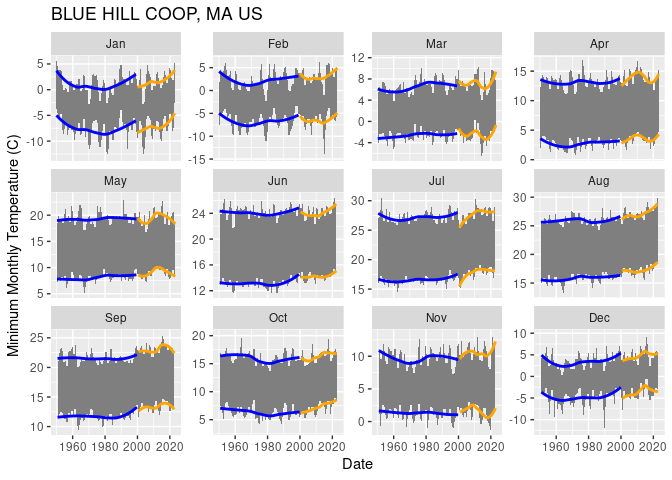 BLUE HILL COOP, MA US
Minimum Monthly Temperature (C)
Jan
5
0
-5
-10
Feb
5
0
-5
-10
-15
Mar
12
8
4
0
-4
Apr
15
10
5
0
May
20
15
10
5
Jun
24
20
16
12
Jul
30
25
20
15
Aug
30
25
20
15
Sep
25
20
15
10
Oct
20
15
10
5
Nov
10
5
0
Dec
10
5
0
-5
-10
1960 1980 2000 2020
1960 1980 2000 2020
1960 1980 2000 2020
1960 1980 2000 2020
Date